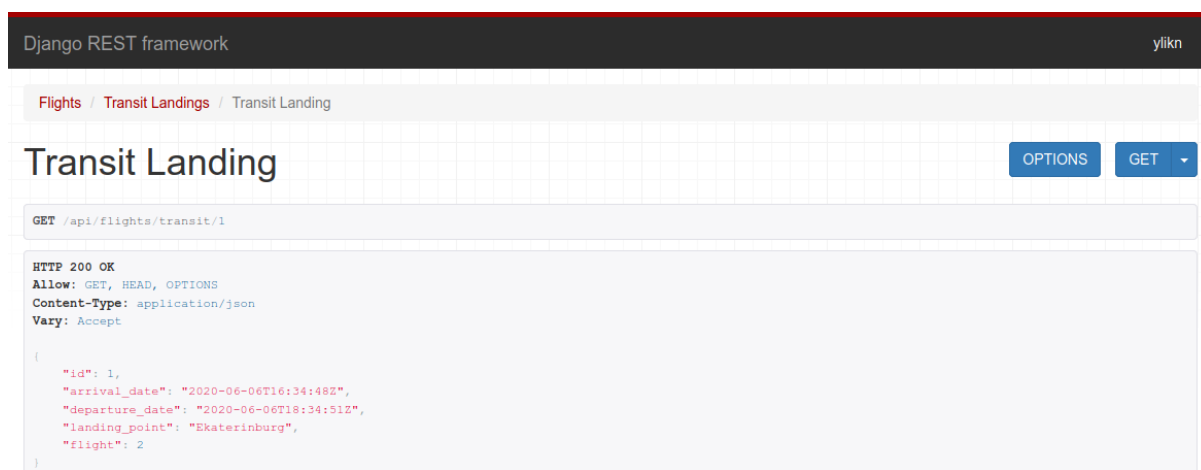 Django REST framework ylikn
Flights / Transit Landings / Transit Landing
Transit Landing OPTIONS GET
GET /api/flights/transit/1
HTTP 200 OK
Allow: GET, HEAD, OPTIONS
Content-Type: application/json
Vary: Accept
{
    "id": 1,
    "arrival_date": "2020-06-06T16:34:48Z",
    "departure_date": "2020-06-06T18:34:51Z",
    "landing_point": "Ekaterinburg",
    "flight": 2
}